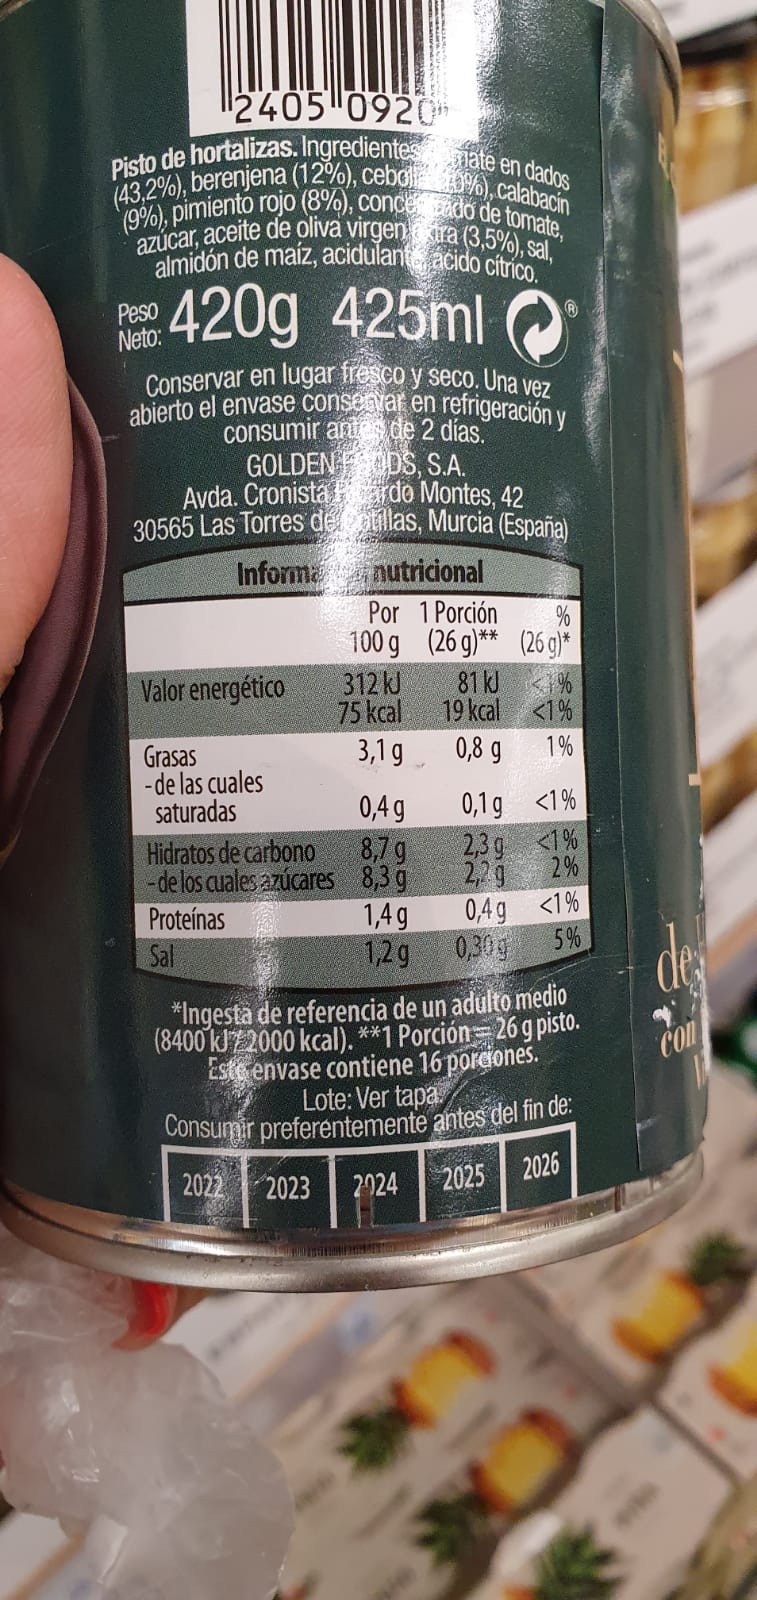 24050920
Pisto de hortalizas. Ingredientes en dados
(43,2%), berenjena (12%), calabacín
(9%), pimiento rojo (8%), de tomate,
azúcar, aceite de oliva virgen (3,5%), sal,
almidón de maíz, acidulante ácido cítrico.
Peso
Neto: 420g 425ml ®
Conservar en lugar fresco y seco. Una vez
abierto el envase conservar en refrigeración y
consumir antes de 2 días.
GOLDEN S.A.
Avda. Cronista Montes, 42
30565 Las Torres de Murcia (España)
nutricional
Por 1 Porción %
100 g (26 g)** (26 g)*
Valor energético 312 kJ 81 kJ <1%
75 kcal 19 kcal <1%
Grasas 3,1 g 0,8 g 1%
- de las cuales
saturadas 0,4 g 0,1 g <1%
Hidratos de carbono 8,7 g 2,3 g <1%
- de los cuales azúcares 8,3 g 2,2 g 2%
Proteínas 1,4 g 0,4 g <1%
Sal 1,2 g 0,30 g 5%
*Ingesta de referencia de un adulto medio
(8400 kJ / 2000 kcal). **1 Porción = 26 g pisto.
Este envase contiene 16 porciones.
Lote: Ver tapa
Consumir preferentemente antes del fin de:
2022 2023 2024 2025 2026
de
con